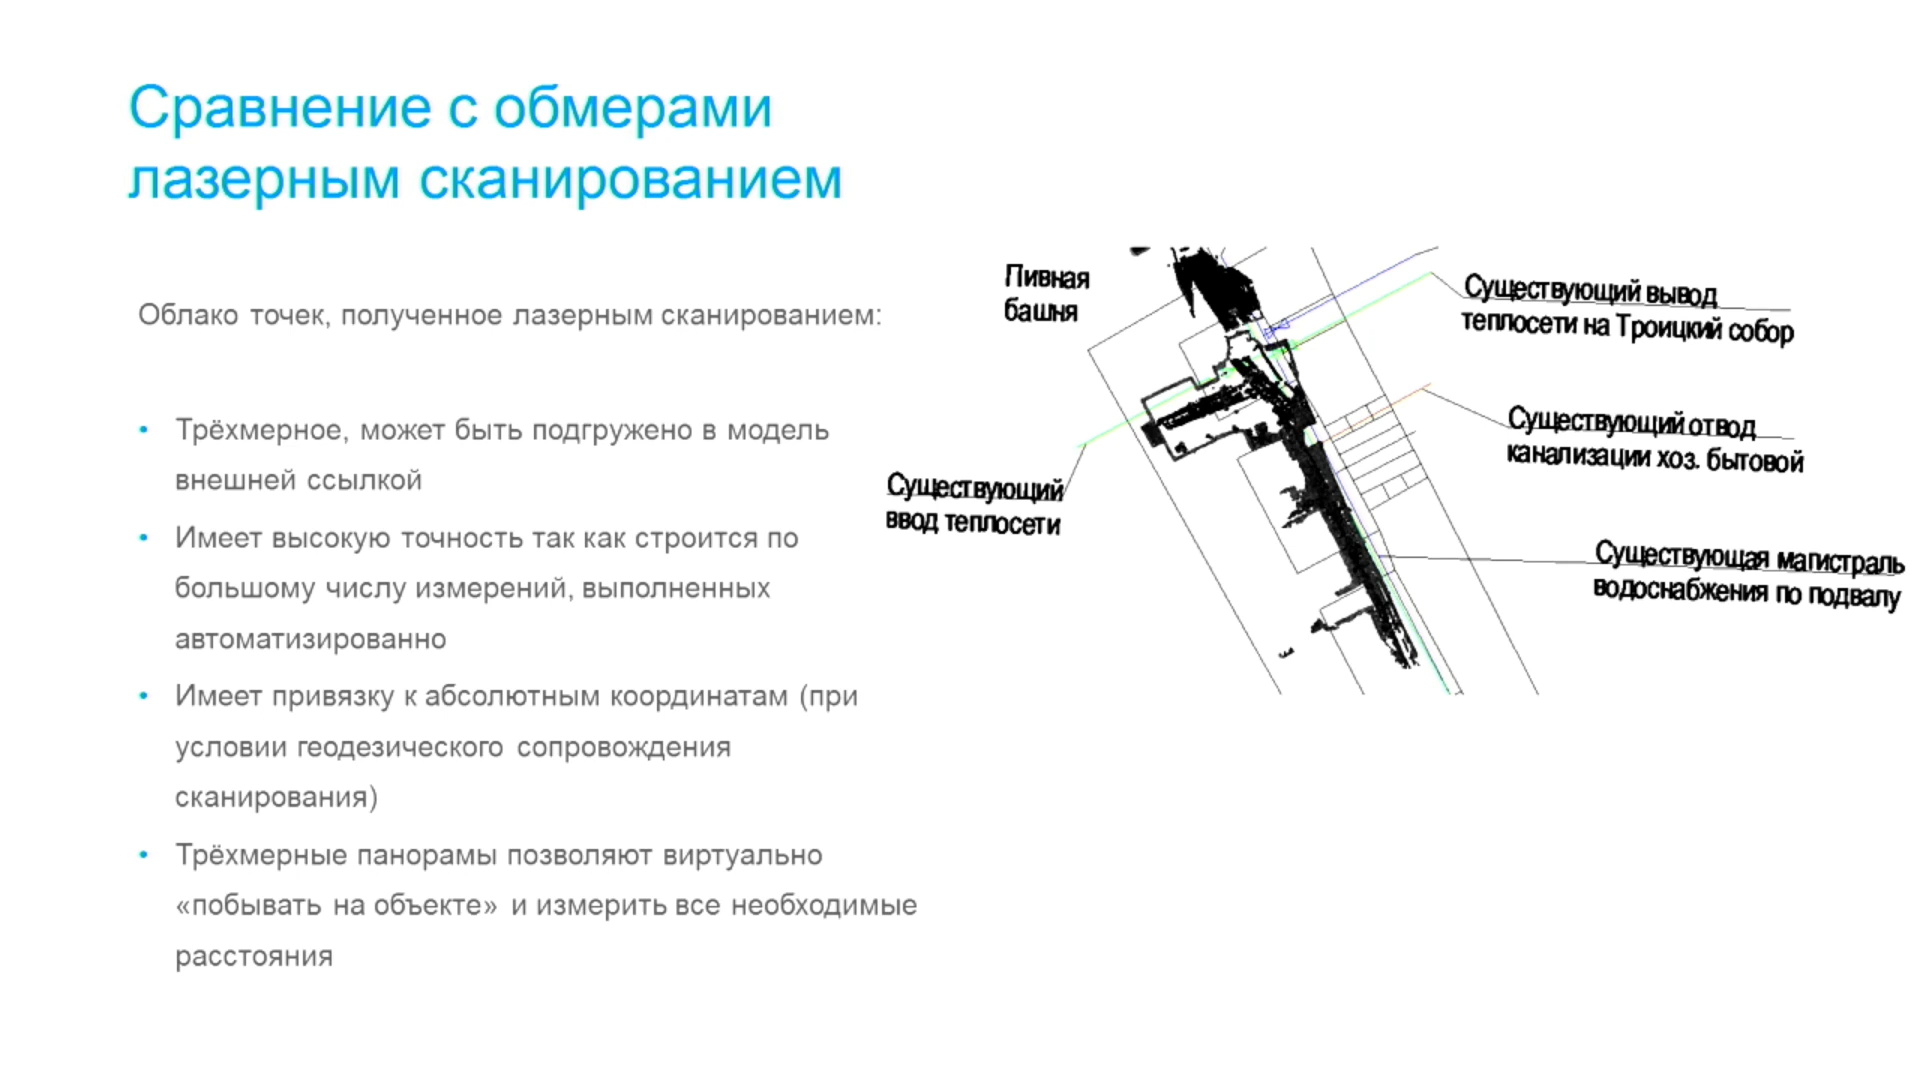 Сравнение с обмерами
лазерным сканированием
Облако точек, полученное лазерным сканированием:
• Трёхмерное, может быть подгружено в модель
внешней ссылкой
• Имеет высокую точность так как строится по
большому числу измерений, выполненных
автоматизированно
• Имеет привязку к абсолютным координатам (при
условии геодезического сопровождения
сканирования)
• Трёхмерные панорамы позволяют виртуально
«побывать на объекте» и измерить все необходимые
расстояния
Пивная
башня
Существующий вывод
теплосети на Троицкий собор
Существующий отвод
канализации хоз. бытовой
Существующий
ввод теплосети
Существующая магистраль
водоснабжения по подвалу